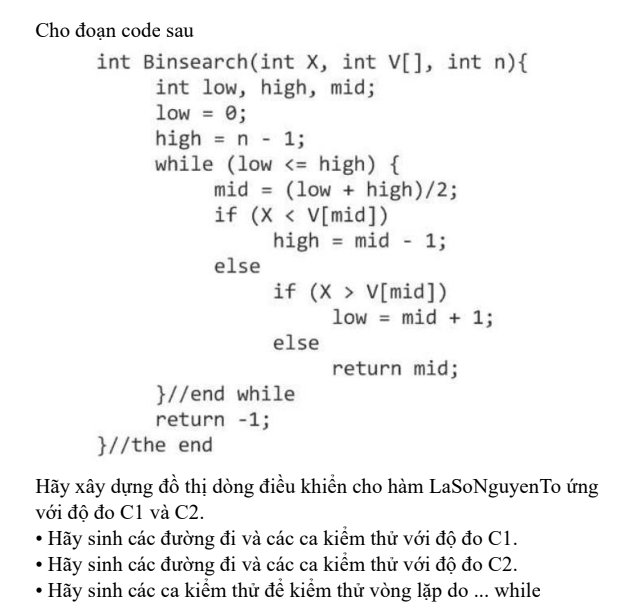 Cho đoạn code sau
int Binsearch(int X, int V[], int n){
int low, high, mid;
low = 0;
high = n - 1;
while (low <= high) {
mid = (low + high)/2;
if (X < V[mid])
high = mid - 1;
else
if (X > V[mid])
low = mid + 1;
else
return mid;
}//end while
return -1;
}//the end
Hãy xây dựng đồ thị dòng điều khiển cho hàm LaSoNguyenTo ứng
với độ đo C1 và C2.
• Hãy sinh các đường đi và các ca kiểm thử với độ đo C1.
• Hãy sinh các đường đi và các ca kiểm thử với độ đo C2.
• Hãy sinh các ca kiểm thử để kiểm thử vòng lặp do ... while